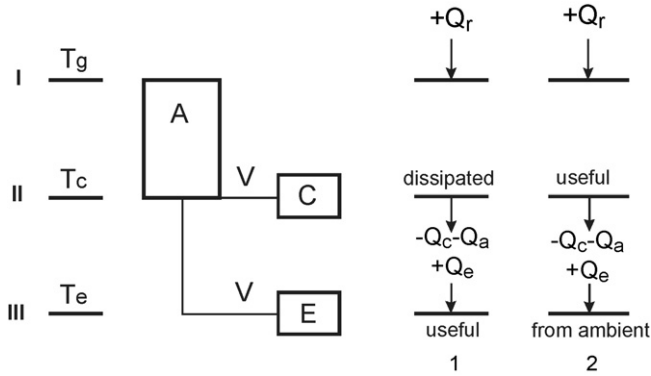 +Qr +Qr
I Tg A
II Tc V C dissipated useful
-Qc-Qa -Qc-Qa
+Qe +Qe
III Te V E
useful from ambient
1 2